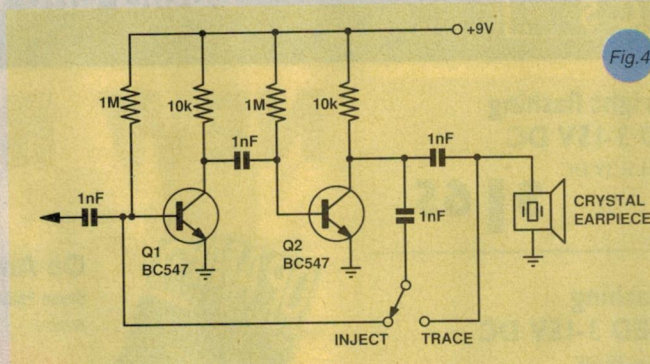 +9V
Fig.4
1M
10k
1M
10k
1nF
1nF
1nF
1nF
CRYSTAL
EARPIECE
Q1
BC547
Q2
BC547
INJECT
TRACE